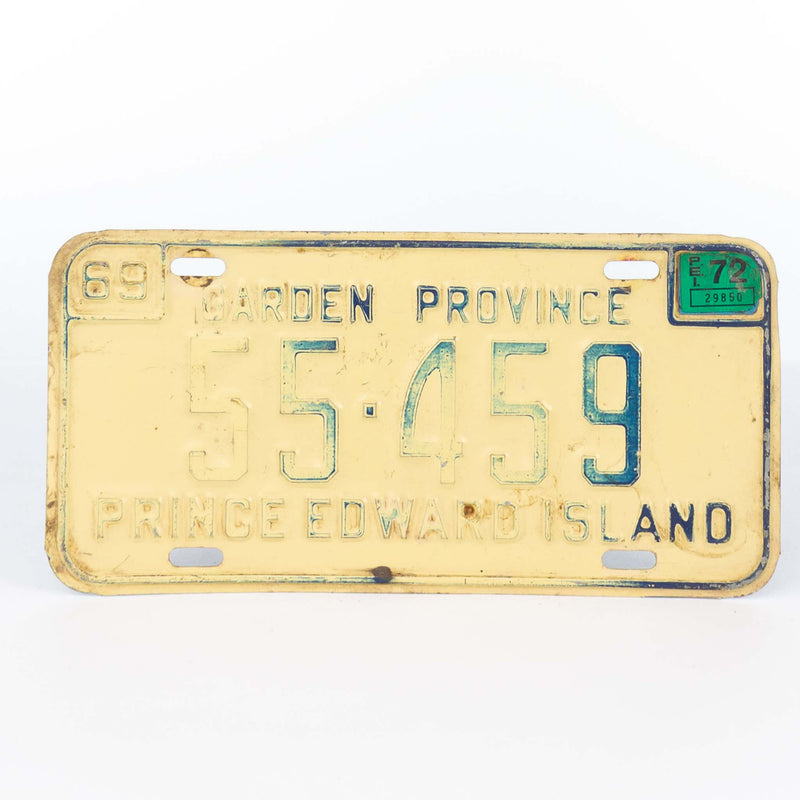 69
P.E.I. 72
29850
GARDEN PROVINCE
55·459
PRINCE EDWARD ISLAND